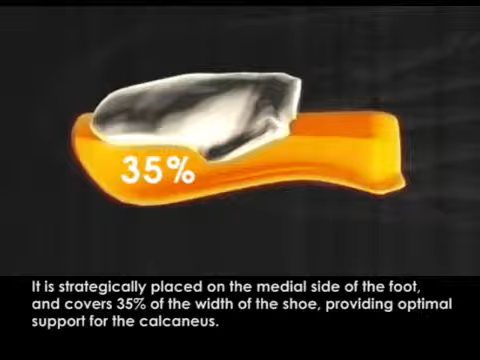 35%
It is strategically placed on the medial side of the foot,
and covers 35% of the width of the shoe, providing optimal
support for the calcaneus.